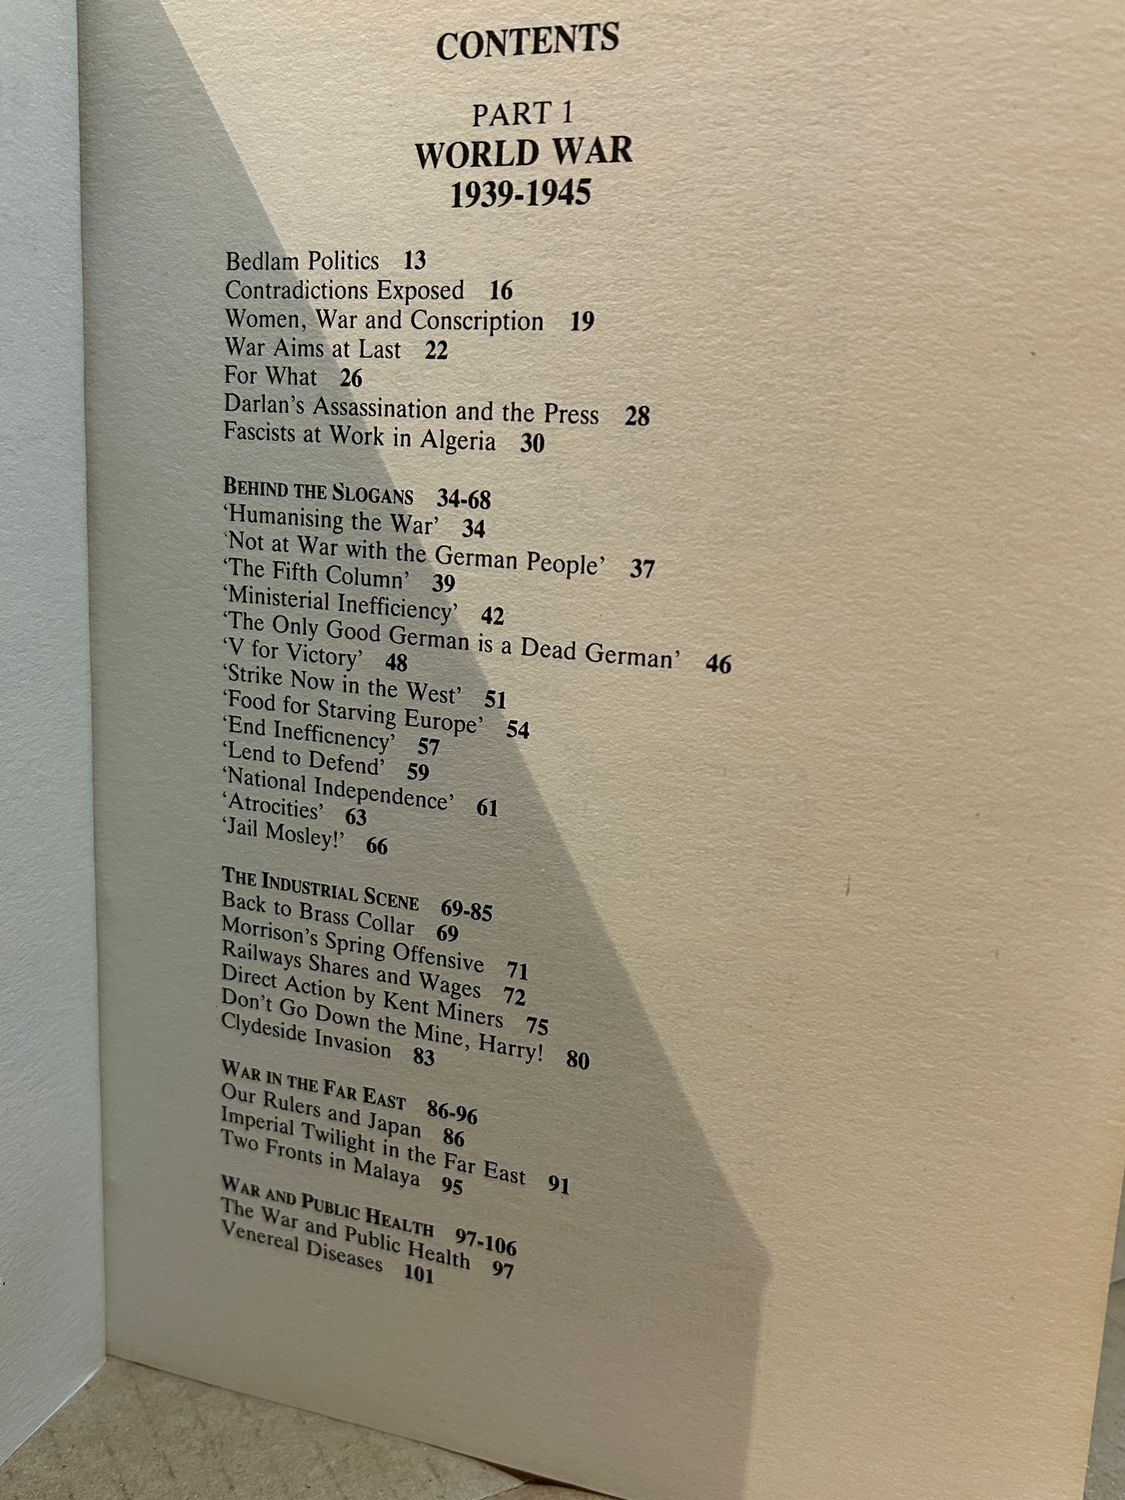 CONTENTS
PART 1
WORLD WAR
1939-1945
Bedlam Politics 13
Contradictions Exposed 16
Women, War and Conscription 19
War Aims at Last 22
For What 26
Darlan's Assassination and the Press 28
Fascists at Work in Algeria 30
BEHIND THE SLOGANS 34-68
'Humanising the War' 34
'Not at War with the German People' 37
'The Fifth Column' 39
'Ministerial Inefficiency' 42
'The Only Good German is a Dead German' 46
'V for Victory' 48
'Strike Now in the West' 51
'Food for Starving Europe' 54
'End Inefficnency' 57
'Lend to Defend' 59
'National Independence' 61
'Atrocities' 63
'Jail Mosley!' 66
THE INDUSTRIAL SCENE 69-85
Back to Brass Collar 69
Morrison's Spring Offensive 71
Railways Shares and Wages 72
Direct Action by Kent Miners 75
Don't Go Down the Mine, Harry! 80
Clydeside Invasion 83
WAR IN THE FAR EAST 86-96
Our Rulers and Japan 86
Imperial Twilight in the Far East 91
Two Fronts in Malaya 95
WAR AND PUBLIC HEALTH 97-106
The War and Public Health 97
Venereal Diseases 101